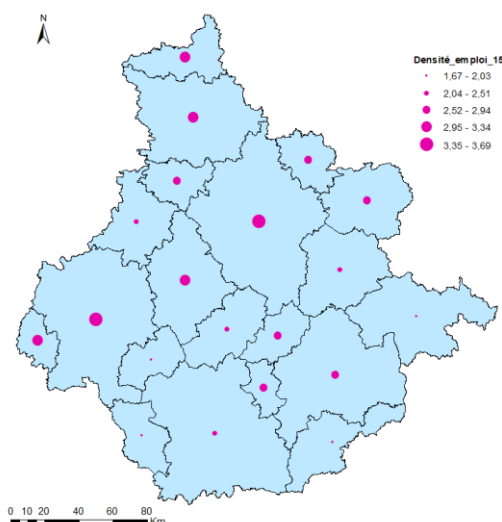 N
Densité_emploi_15
1,67 - 2,03
2,04 - 2,51
2,52 - 2,94
2,95 - 3,34
3,35 - 3,69
0 10 20 40 60 80
Km